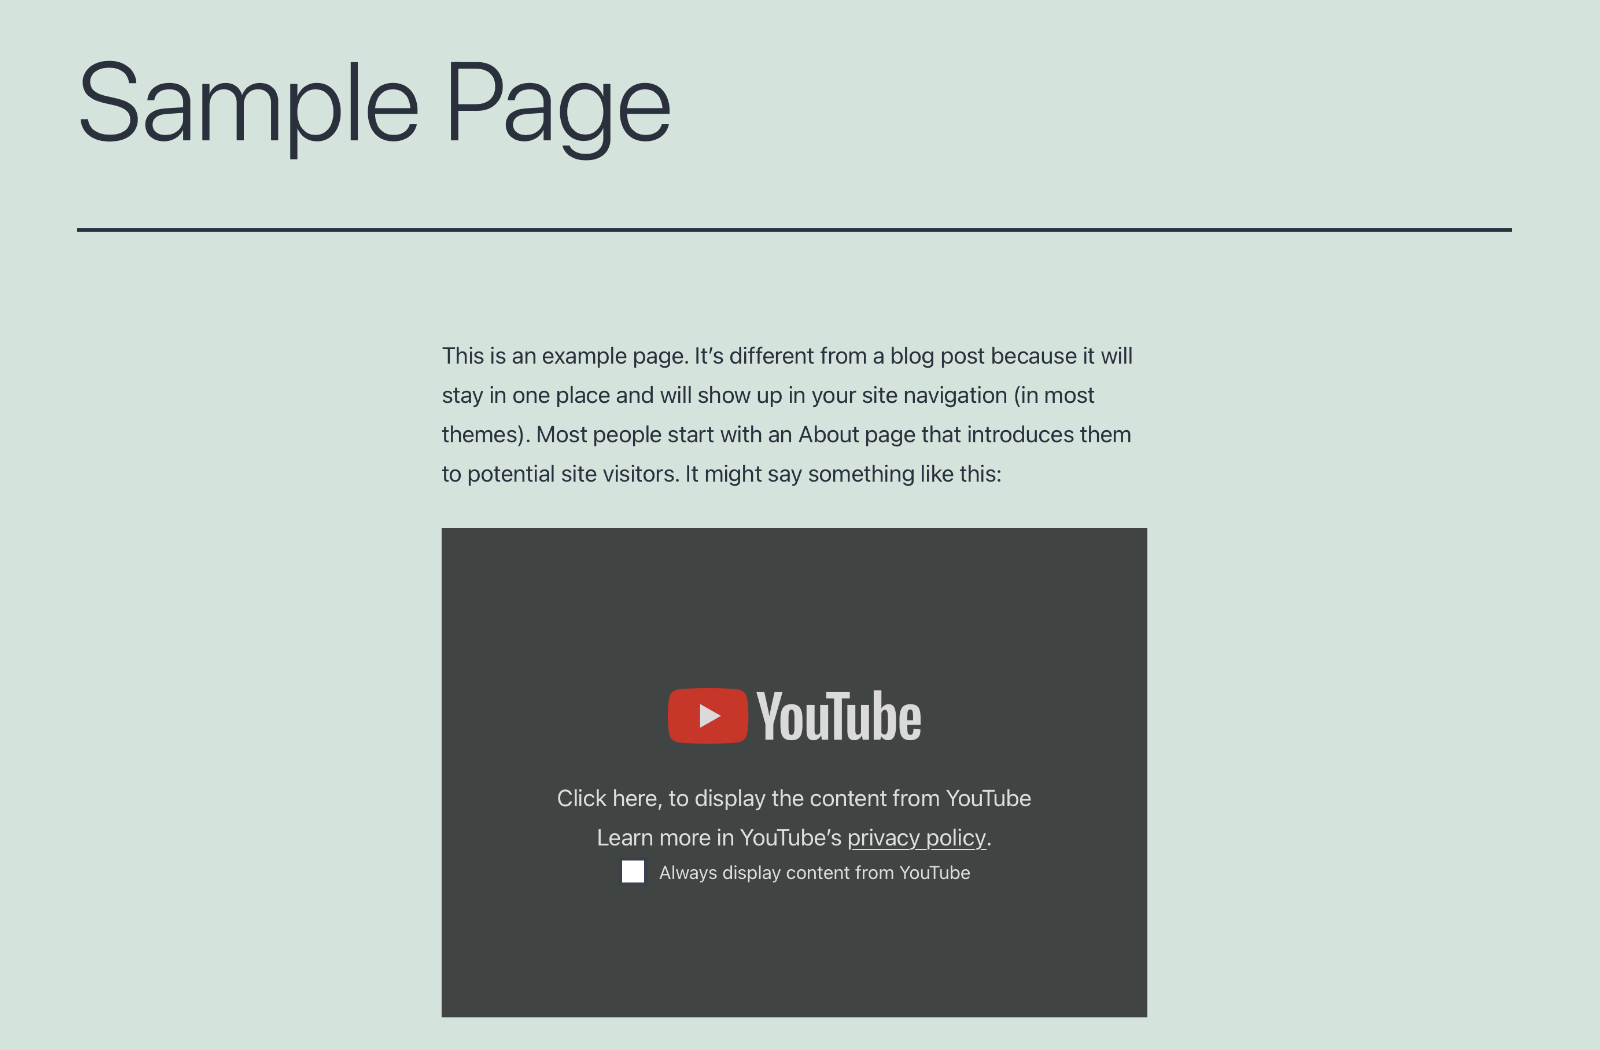 Sample Page
This is an example page. It’s different from a blog post because it will
stay in one place and will show up in your site navigation (in most
themes). Most people start with an About page that introduces them
to potential site visitors. It might say something like this:
YouTube
Click here, to display the content from YouTube
Learn more in YouTube’s privacy policy.
Always display content from YouTube